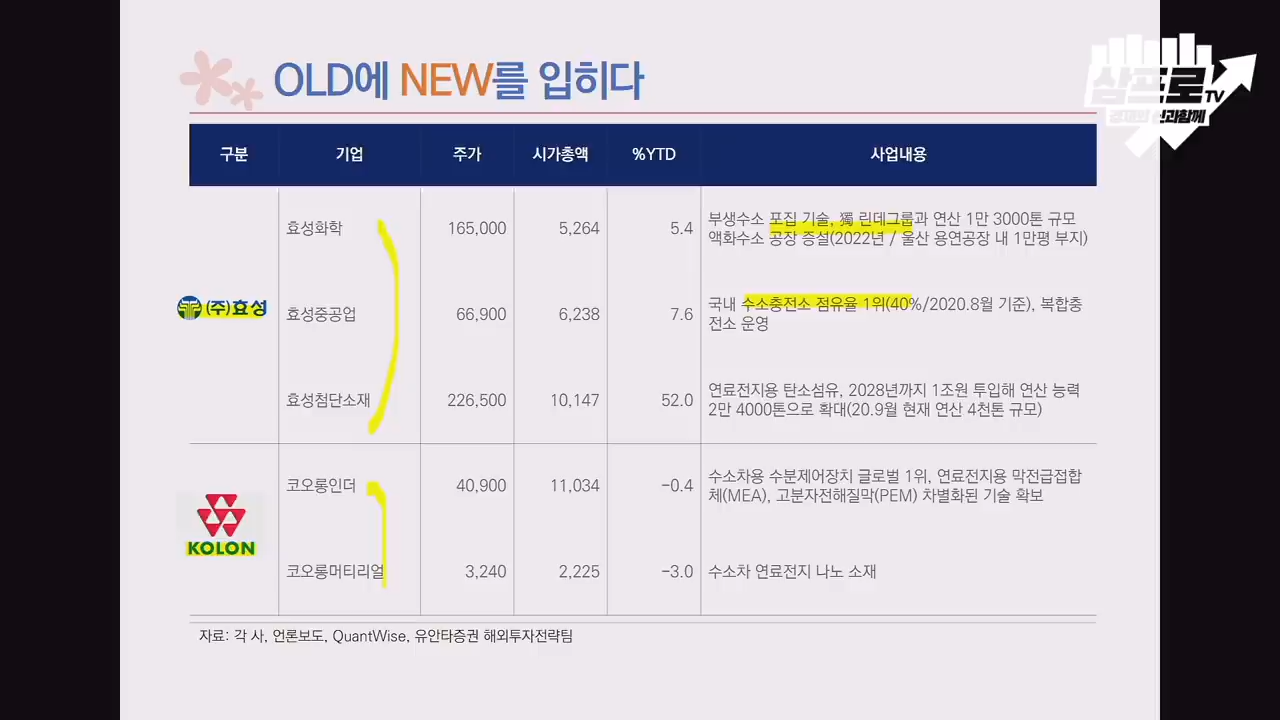 OLD에 NEW를 입히다
삼프로TV
경제의 신과함께
구분 기업 주가 시가총액 %YTD 사업내용
(주)효성
효성화학 165,000 5,264 5.4 부생수소 포집 기술, 獨 린데그룹과 연산 1만 3000톤 규모
액화수소 공장 증설(2022년 / 울산 용연공장 내 1만평 부지)
효성중공업 66,900 6,238 7.6 국내 수소충전소 점유율 1위(40%/2020.8월 기준), 복합충
전소 운영
효성첨단소재 226,500 10,147 52.0 연료전지용 탄소섬유, 2028년까지 1조원 투입해 연산 능력
2만 4000톤으로 확대(20.9월 현재 연산 4천톤 규모)
KOLON
코오롱인더 40,900 11,034 -0.4 수소차용 수분제어장치 글로벌 1위, 연료전지용 막전급접합
체(MEA), 고분자전해질막(PEM) 차별화된 기술 확보
코오롱머티리얼 3,240 2,225 -3.0 수소차 연료전지 나노 소재
자료: 각 사, 언론보도, QuantWise, 유안타증권 해외투자전략팀